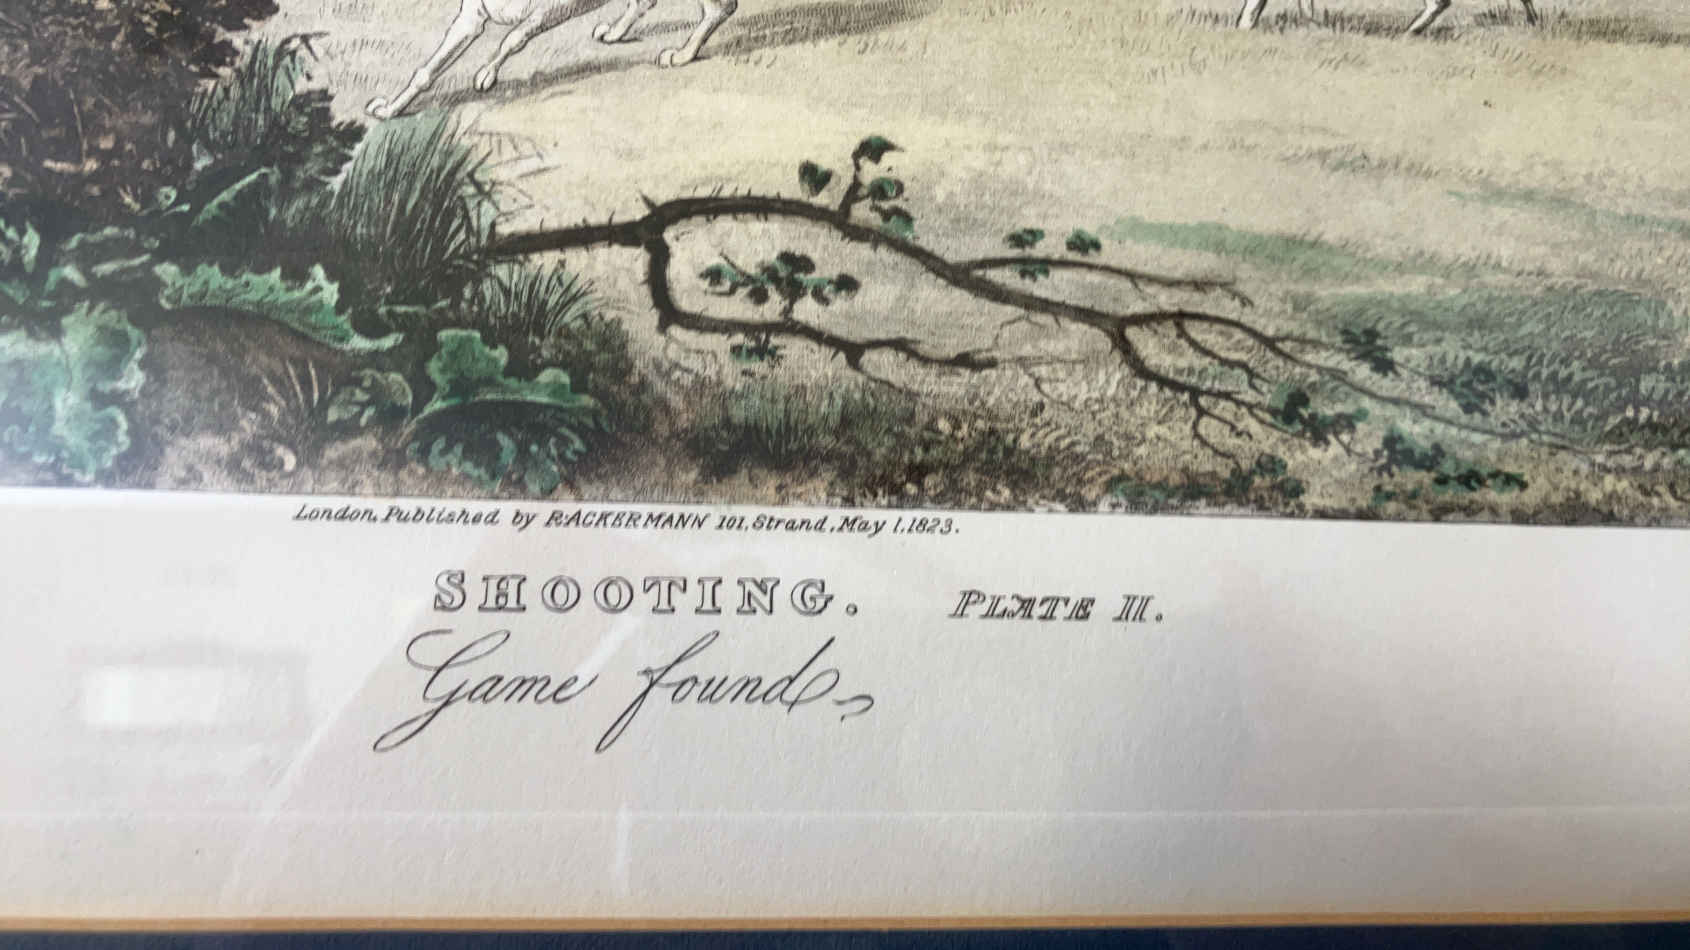 London, Published by R. ACKERMANN 101, Strand, May 1, 1823.
SHOOTING. PLATE II.
Game found